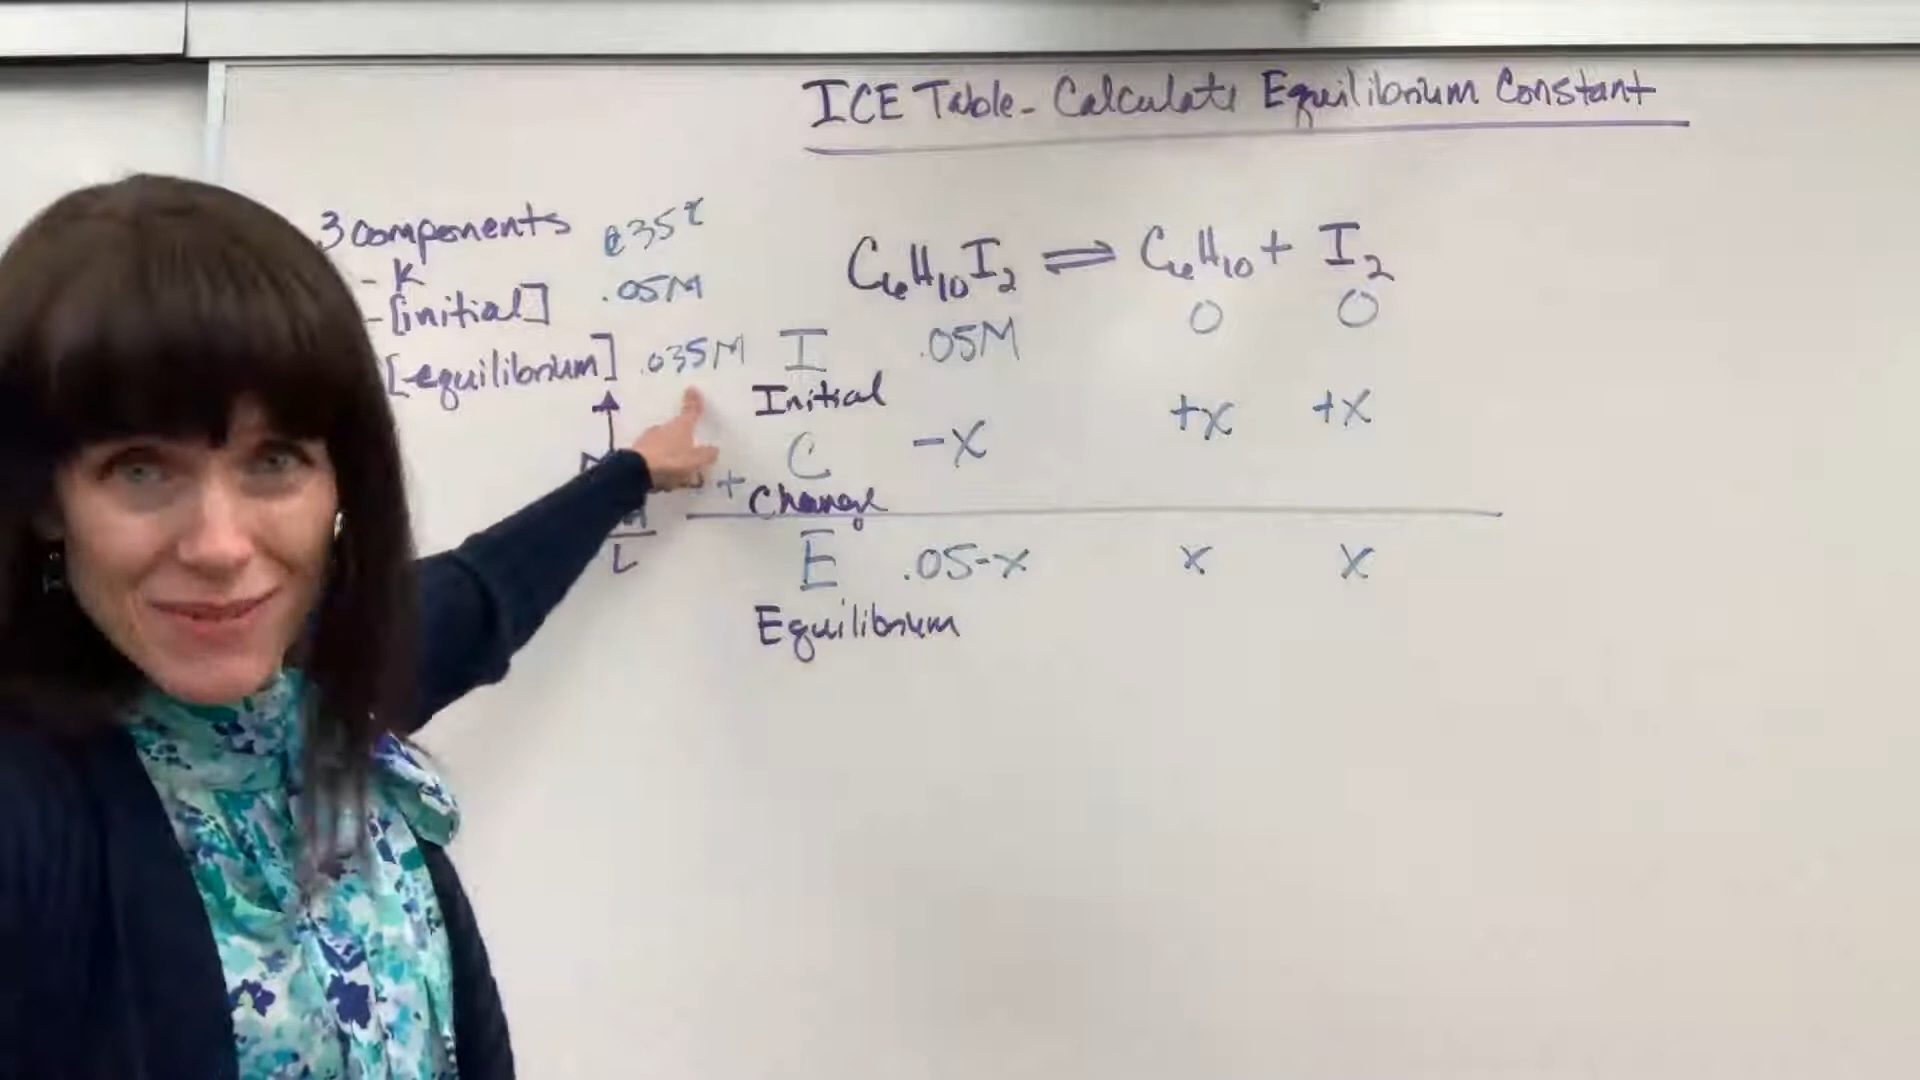 ICE Table - Calculate Equilibrium Constant
3 components @35℃
- K
- [initial] .05M
[-equilibrium] .035M
C6H10I2 ⇌ C6H10 + I2
I .05M 0 0
Initial
C -x +x +x
+ Change
E .05-x x x
Equilibrium
L